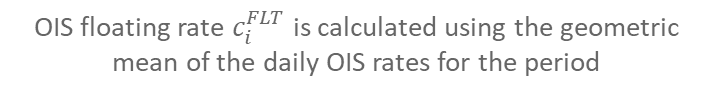 OIS floating rate $c_i^{FLT}$ is calculated using the geometric
mean of the daily OIS rates for the period